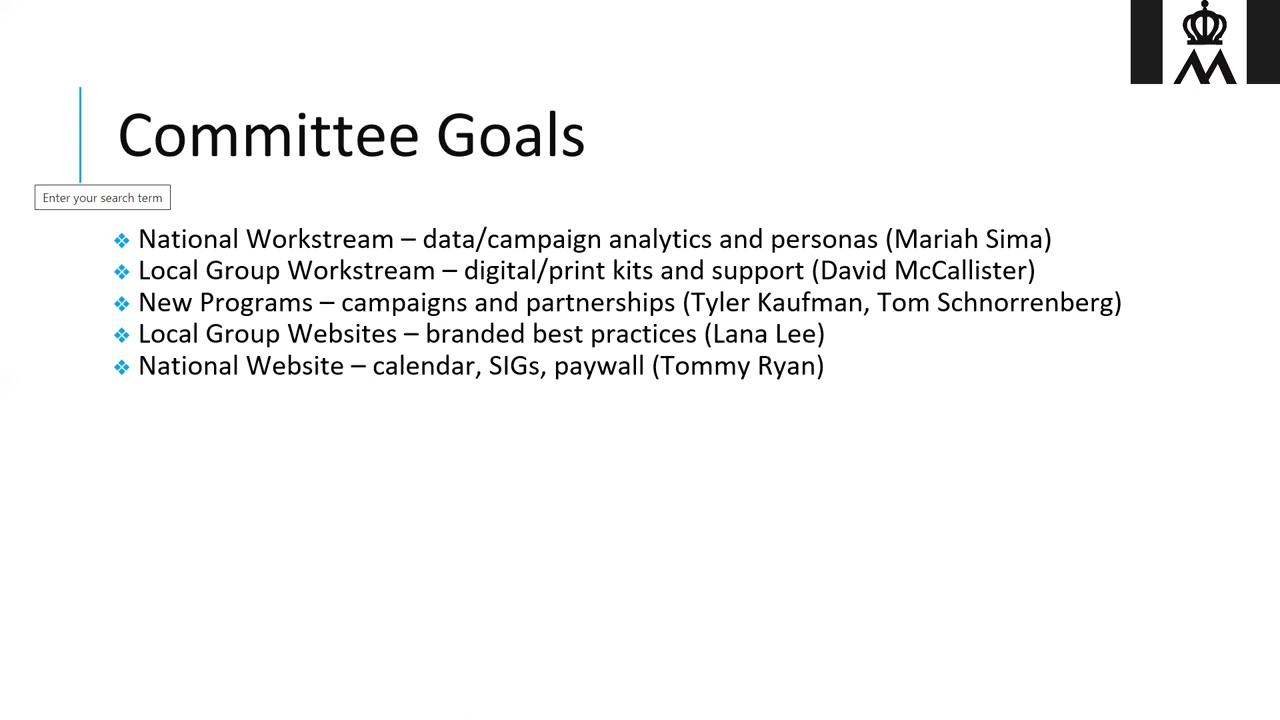 Committee Goals
Enter your search term
❖ National Workstream – data/campaign analytics and personas (Mariah Sima)
❖ Local Group Workstream – digital/print kits and support (David McCallister)
❖ New Programs – campaigns and partnerships (Tyler Kaufman, Tom Schnorrenberg)
❖ Local Group Websites – branded best practices (Lana Lee)
❖ National Website – calendar, SIGs, paywall (Tommy Ryan)